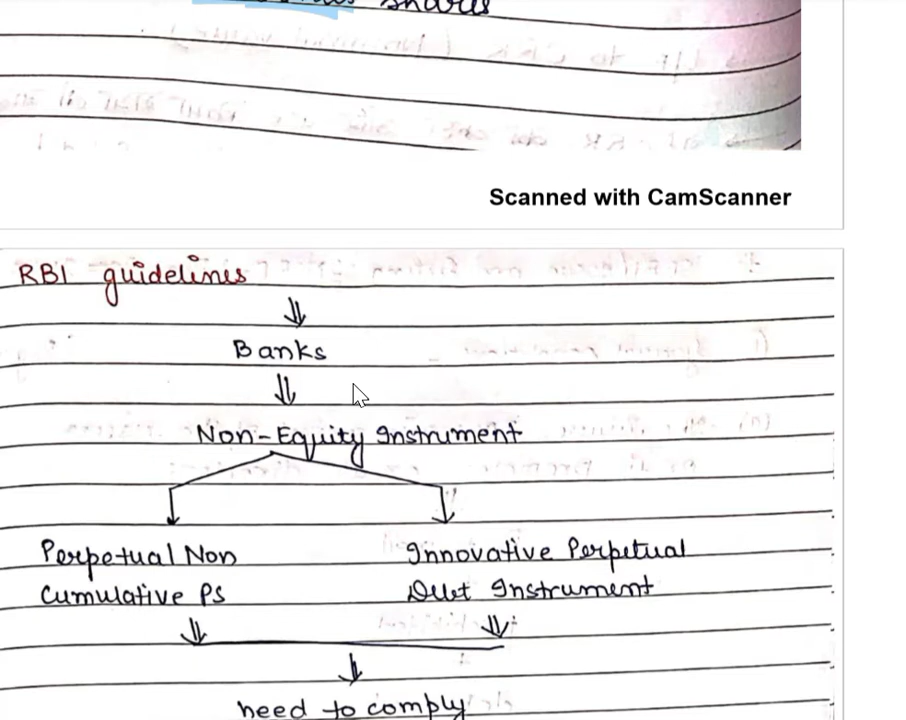 shares
Scanned with CamScanner
RBI guidelines
Banks
Non-Equity Instrument
Perpetual Non Innovative Perpetual
Cumulative PS Debt Instrument
need to comply